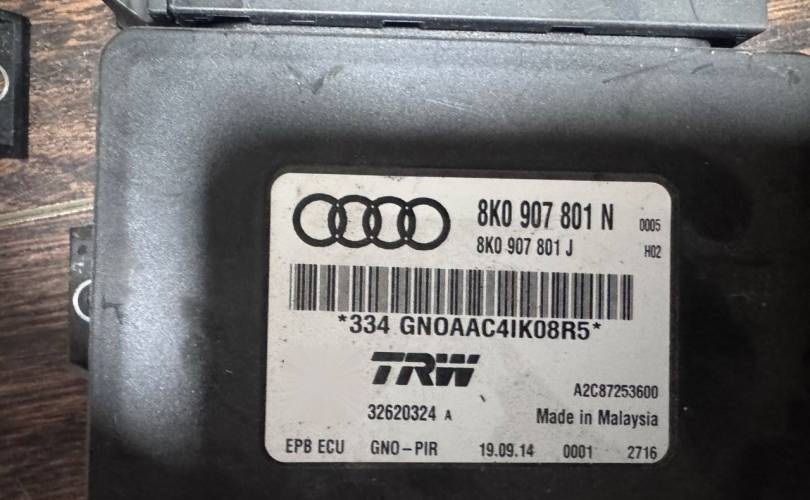 8K0 907 801 N 0005
8K0 907 801 J H02
*334 GNOAAC4IK08R5*
TRW
A2C87253600
32620324 A Made in Malaysia
EPB ECU GNO-PIR 19.09.14 0001 2716